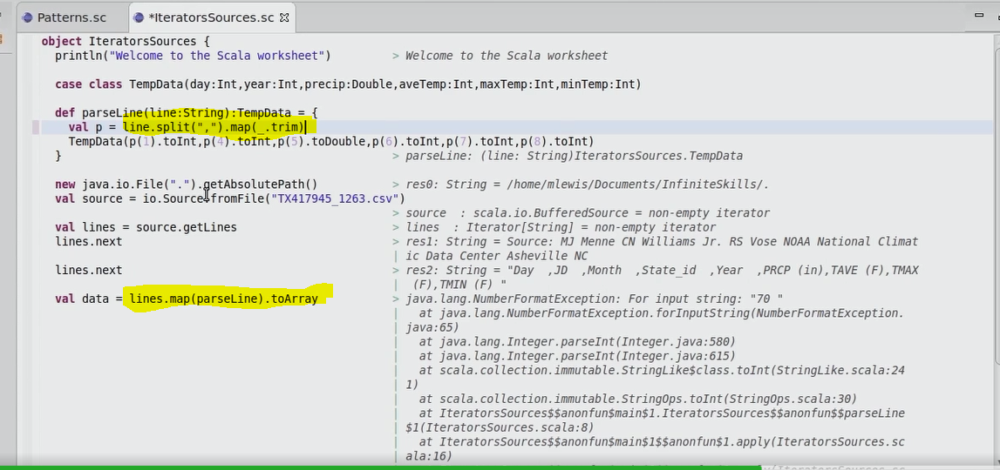 Patterns.sc
*IteratorsSources.sc
object IteratorsSources {
println("Welcome to the Scala worksheet") > Welcome to the Scala worksheet
case class TempData(day:Int,year:Int,precip:Double,aveTemp:Int,maxTemp:Int,minTemp:Int)
def parseLine(line:String):TempData = {
val p = line.split(",").map(_.trim)
TempData(p(1).toInt,p(4).toInt,p(5).toDouble,p(6).toInt,p(7).toInt,p(8).toInt)
} > parseLine: (line: String)IteratorsSources.TempData
new java.io.File(".").getAbsolutePath() > res0: String = /home/mlewis/Documents/InfiniteSkills/.
val source = io.Source.fromFile("TX417945_1263.csv")
> source : scala.io.BufferedSource = non-empty iterator
val lines = source.getLines > lines : Iterator[String] = non-empty iterator
lines.next > res1: String = Source: MJ Menne CN Williams Jr. RS Vose NOAA National Climat
| ic Data Center Asheville NC
lines.next > res2: String = "Day ,JD ,Month ,State_id ,Year ,PRCP (in),TAVE (F),TMAX
| (F),TMIN (F) "
val data = lines.map(parseLine).toArray > java.lang.NumberFormatException: For input string: "70 "
| at java.lang.NumberFormatException.forInputString(NumberFormatException.
| java:65)
| at java.lang.Integer.parseInt(Integer.java:580)
| at java.lang.Integer.parseInt(Integer.java:615)
| at scala.collection.immutable.StringLike$class.toInt(StringLike.scala:24
| 1)
| at scala.collection.immutable.StringOps.toInt(StringOps.scala:30)
| at IteratorsSources$$anonfun$main$1.IteratorsSources$$anonfun$$parseLine
| $1(IteratorsSources.scala:8)
| at IteratorsSources$$anonfun$main$1$$anonfun$1.apply(IteratorsSources.sc
| ala:16)